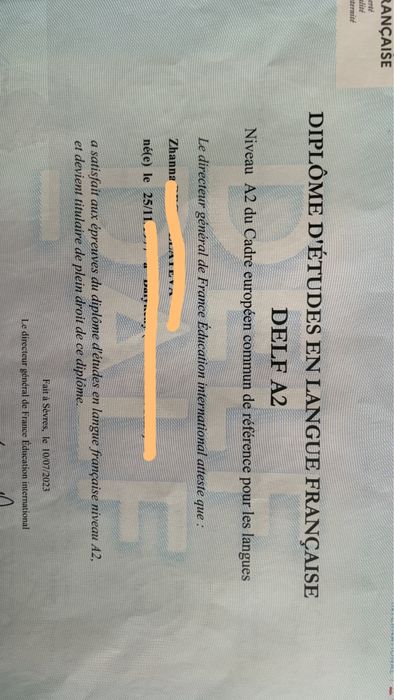 RANÇAISE
DIPLÔME D'ÉTUDES EN LANGUE FRANÇAISE
DELF A2
Niveau A2 du Cadre européen commun de référence pour les langues
Le directeur général de France Éducation international atteste que :
Zhanna
né(e) le 25/11
a satisfait aux épreuves du diplôme d'études en langue française niveau A2,
et devient titulaire de plein droit de ce diplôme.
Fait à Sèvres, le 10/07/2023
Le directeur général de France Éducation international